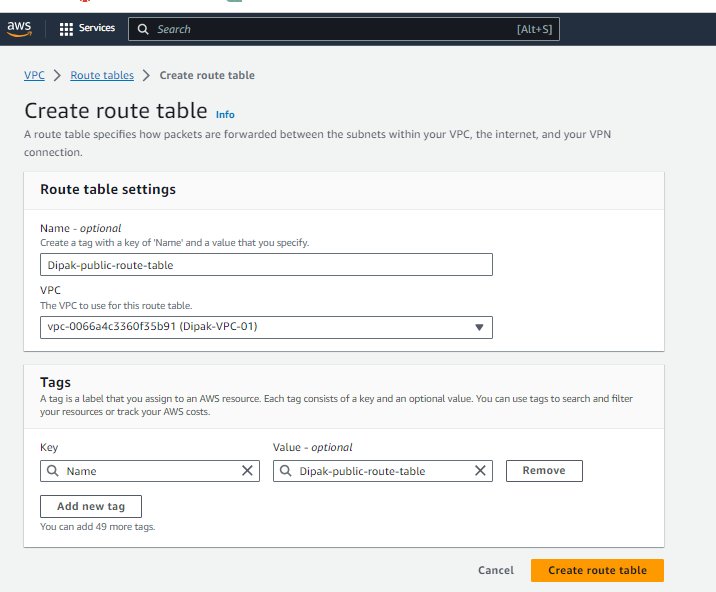 aws
Services
Search
[Alt+S]
VPC > Route tables > Create route table
Create route table Info
A route table specifies how packets are forwarded between the subnets within your VPC, the internet, and your VPN
connection.
Route table settings
Name - optional
Create a tag with a key of 'Name' and a value that you specify.
Dipak-public-route-table
VPC
The VPC to use for this route table.
vpc-0066a4c3360f35b91 (Dipak-VPC-01)
Tags
A tag is a label that you assign to an AWS resource. Each tag consists of a key and an optional value. You can use tags to search and filter
your resources or track your AWS costs.
Key
Value - optional
Name
Dipak-public-route-table
Remove
Add new tag
You can add 49 more tags.
Cancel
Create route table